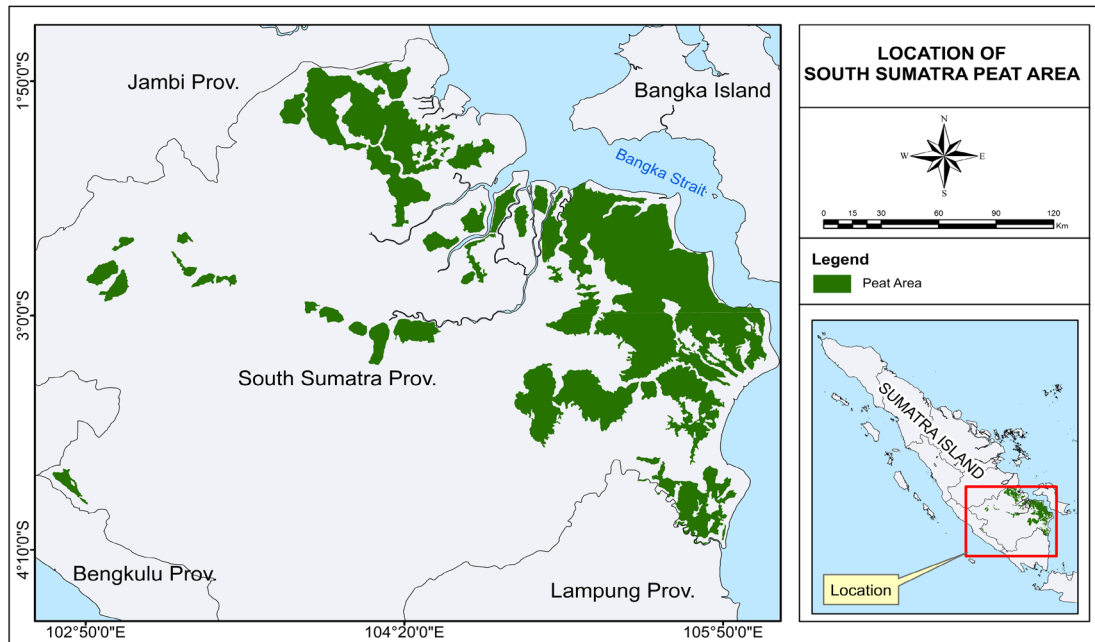 Jambi Prov.
Bangka Island
Bangka Strait
South Sumatra Prov.
Bengkulu Prov.
Lampung Prov.
1°50'0"S
3°0'0"S
4°10'0"S
102°50'0"E
104°20'0"E
105°50'0"E
LOCATION OF
SOUTH SUMATRA PEAT AREA
N
W
E
S
0 15 30 60 90 120
Km
Legend
Peat Area
SUMATRA ISLAND
Location